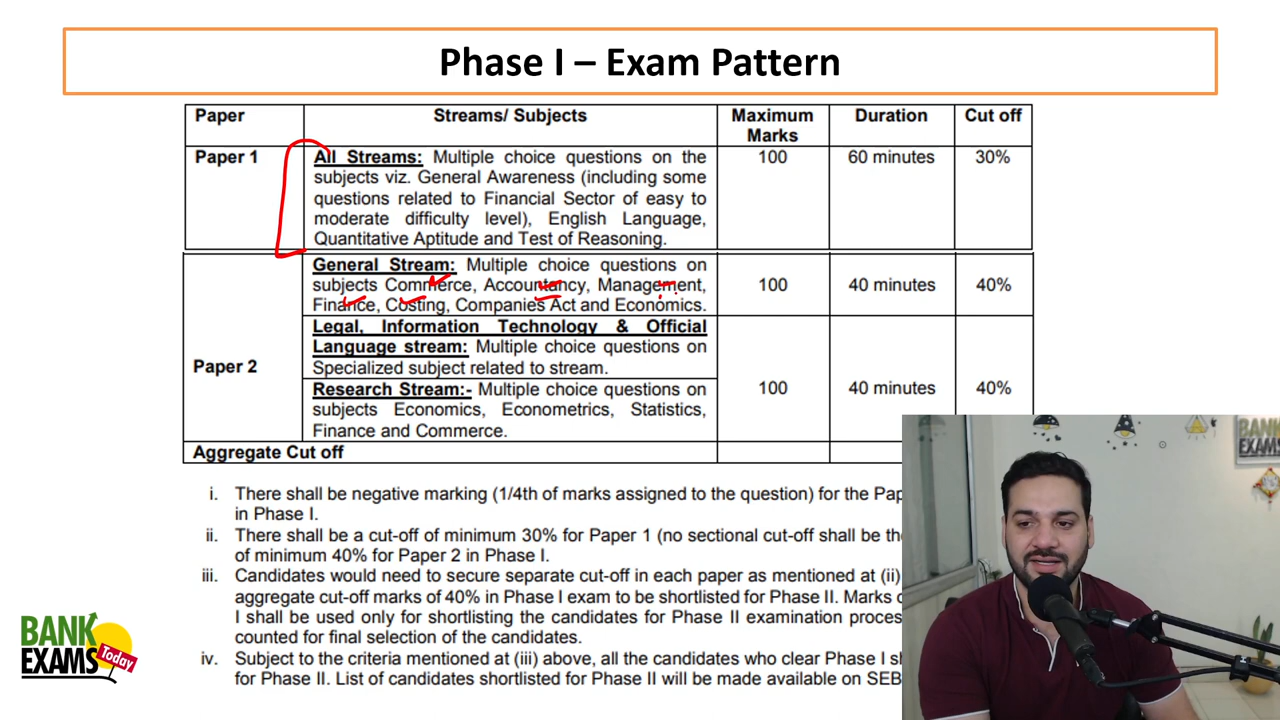 Phase I – Exam Pattern
Paper Streams/ Subjects Maximum Marks Duration Cut off
Paper 1
All Streams: Multiple choice questions on the
subjects viz. General Awareness (including some
questions related to Financial Sector of easy to
moderate difficulty level), English Language,
Quantitative Aptitude and Test of Reasoning.
100 60 minutes 30%
Paper 2
General Stream: Multiple choice questions on
subjects Commerce, Accountancy, Management,
Finance, Costing, Companies Act and Economics.
100 40 minutes 40%
Legal, Information Technology & Official
Language stream: Multiple choice questions on
Specialized subject related to stream.
Research Stream:- Multiple choice questions on
subjects Economics, Econometrics, Statistics,
Finance and Commerce.
100 40 minutes 40%
Aggregate Cut off
i. There shall be negative marking (1/4th of marks assigned to the question) for the
in Phase I.
ii. There shall be a cut-off of minimum 30% for Paper 1 (no sectional cut-off shall be
of minimum 40% for Paper 2 in Phase I.
iii. Candidates would need to secure separate cut-off in each paper as mentioned at (ii)
aggregate cut-off marks of 40% in Phase I exam to be shortlisted for Phase II. Marks
I shall be used only for shortlisting the candidates for Phase II examination
counted for final selection of the candidates.
iv. Subject to the criteria mentioned at (iii) above, all the candidates who clear Phase I
for Phase II. List of candidates shortlisted for Phase II will be made available on
BANK
EXAMS
Today
BANK
EXAMS